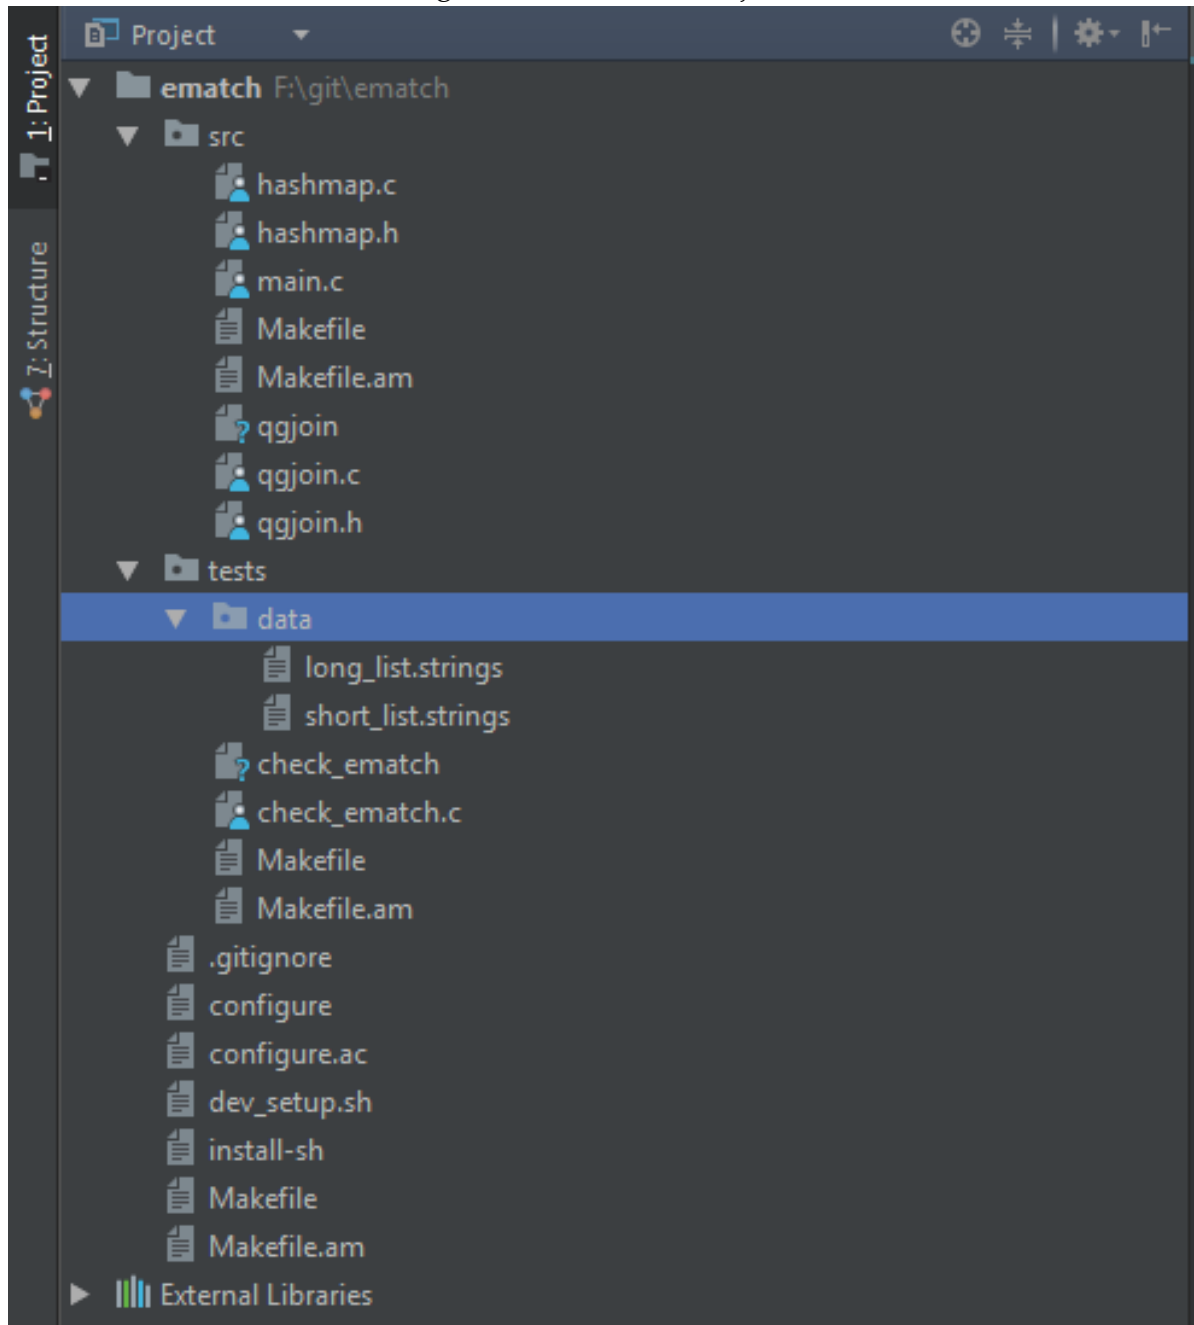 Project
1: Project
7: Structure
ematch F:\git\ematch
src
hashmap.c
hashmap.h
main.c
Makefile
Makefile.am
qgjoin
qgjoin.c
qgjoin.h
tests
data
long_list.strings
short_list.strings
check_ematch
check_ematch.c
Makefile
Makefile.am
.gitignore
configure
configure.ac
dev_setup.sh
install-sh
Makefile
Makefile.am
External Libraries